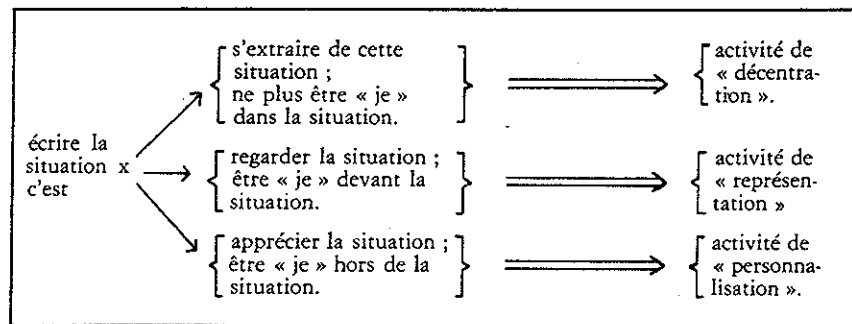 s'extraire de cette
situation ;
ne plus être « je »
dans la situation.
activité de
« décentra-
tion ».
écrire la
situation x
c'est
regarder la situation ;
être « je » devant la
situation.
activité de
« représen-
tation »
apprécier la situation ;
être « je » hors de la
situation.
activité de
« personna-
lisation ».